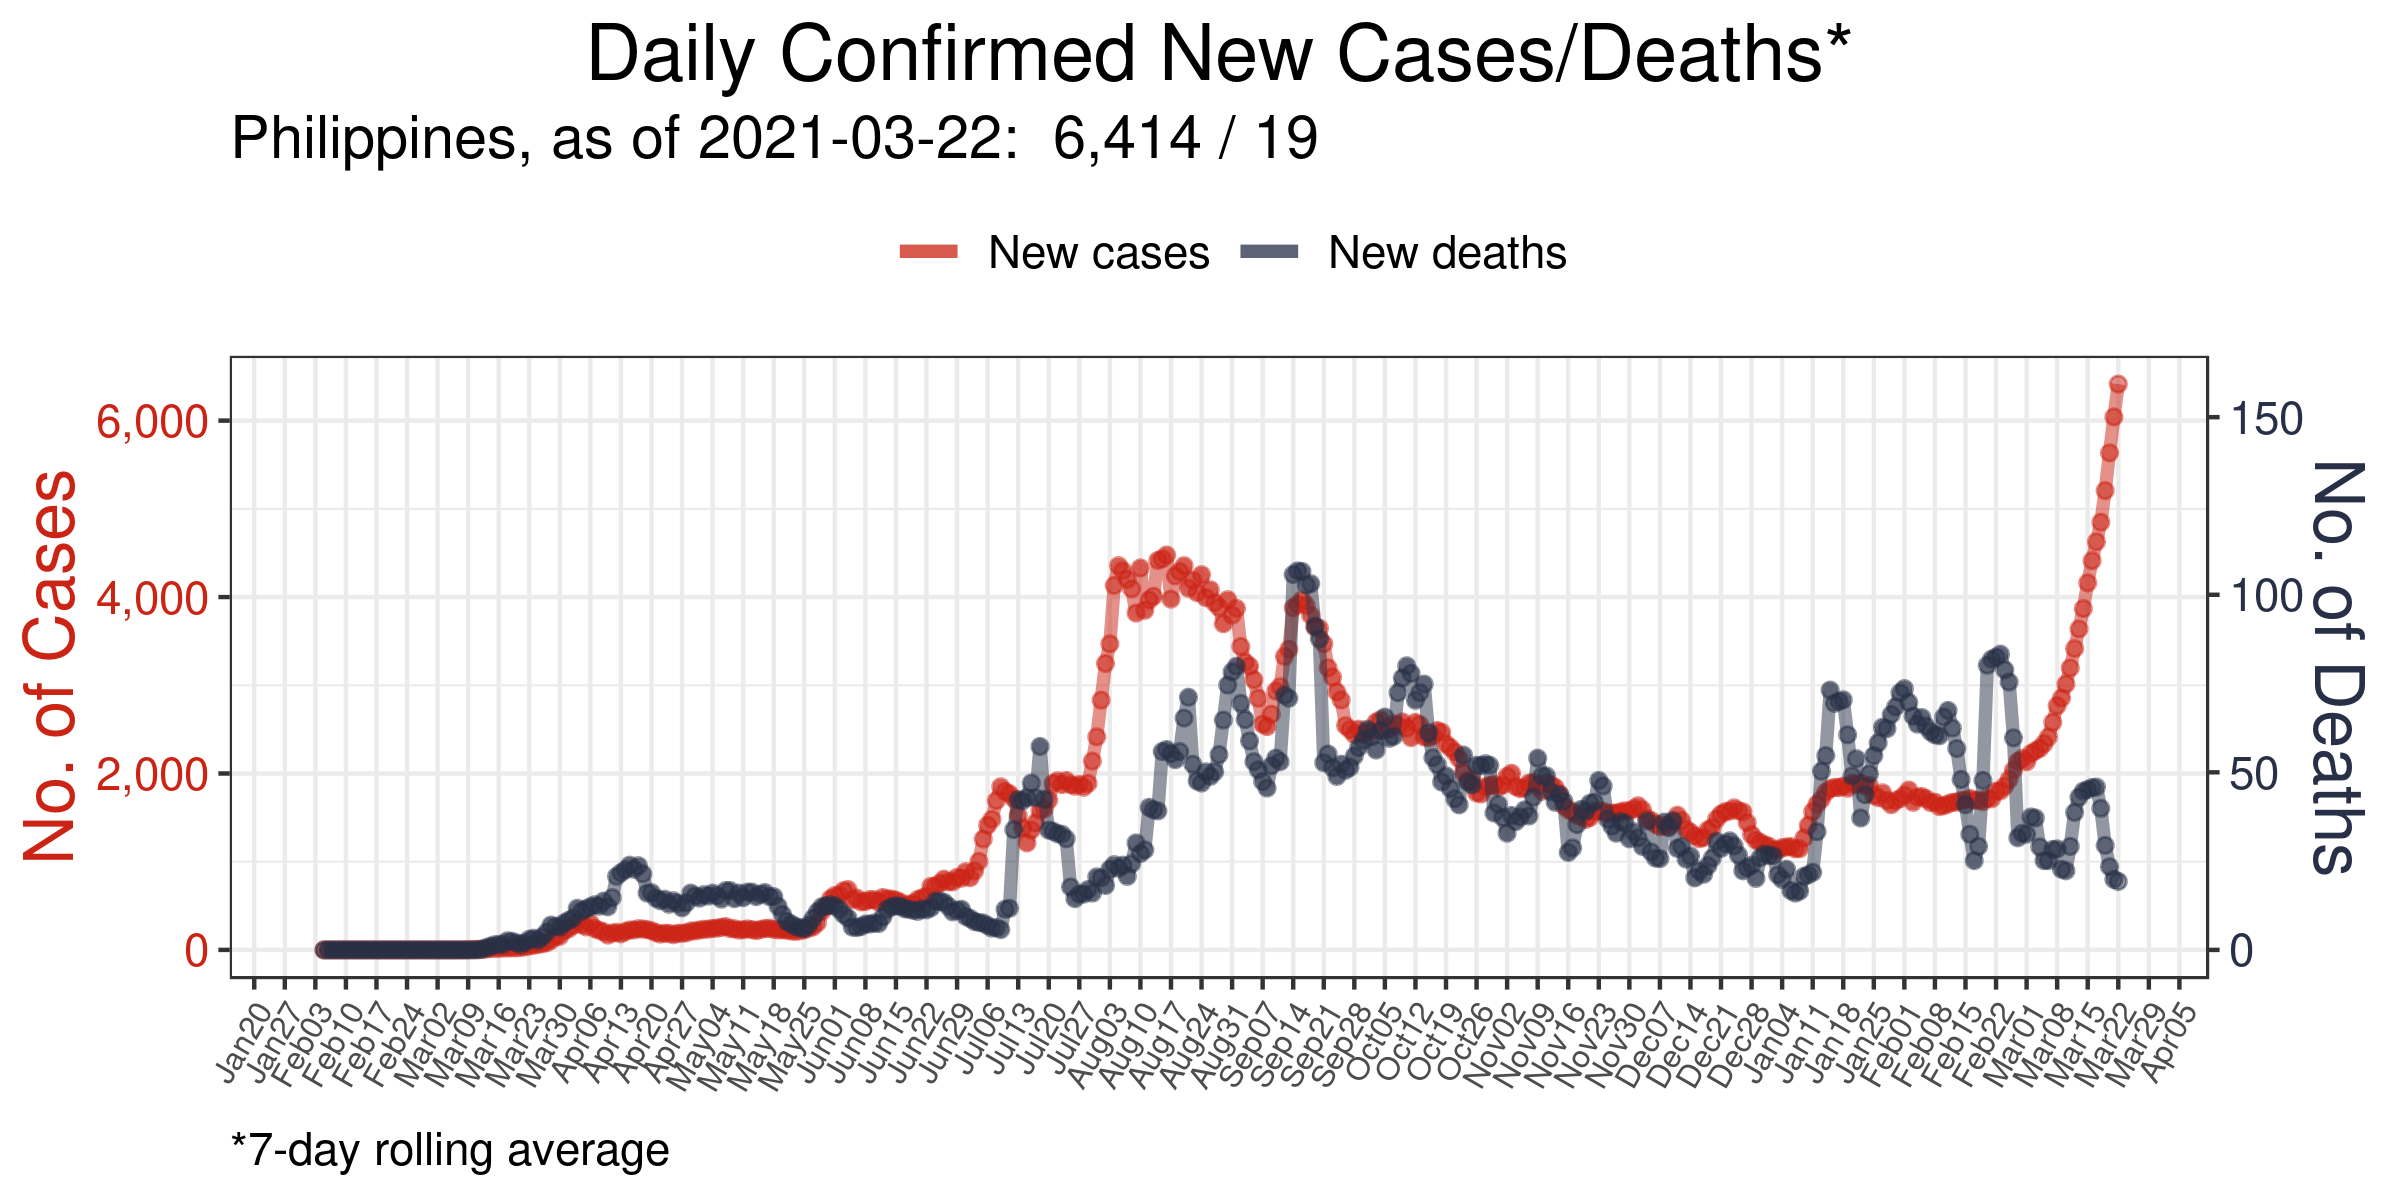 Daily Confirmed New Cases/Deaths*
Philippines, as of 2021-03-22:  6,414 / 19
New cases
New deaths
No. of Cases
6,000
4,000
2,000
0
150
100
50
0
No. of Deaths
Jan20
Jan27
Feb03
Feb10
Feb17
Feb24
Mar02
Mar09
Mar16
Mar23
Mar30
Apr06
Apr13
Apr20
Apr27
May04
May11
May18
May25
Jun01
Jun08
Jun15
Jun22
Jun29
Jul06
Jul13
Jul20
Jul27
Aug03
Aug10
Aug17
Aug24
Aug31
Sep07
Sep14
Sep21
Sep28
Oct05
Oct12
Oct19
Oct26
Nov02
Nov09
Nov16
Nov23
Nov30
Dec07
Dec14
Dec21
Dec28
Jan04
Jan11
Jan18
Jan25
Feb01
Feb08
Feb15
Feb22
Mar01
Mar08
Mar15
Mar22
Mar29
Apr05
*7-day rolling average